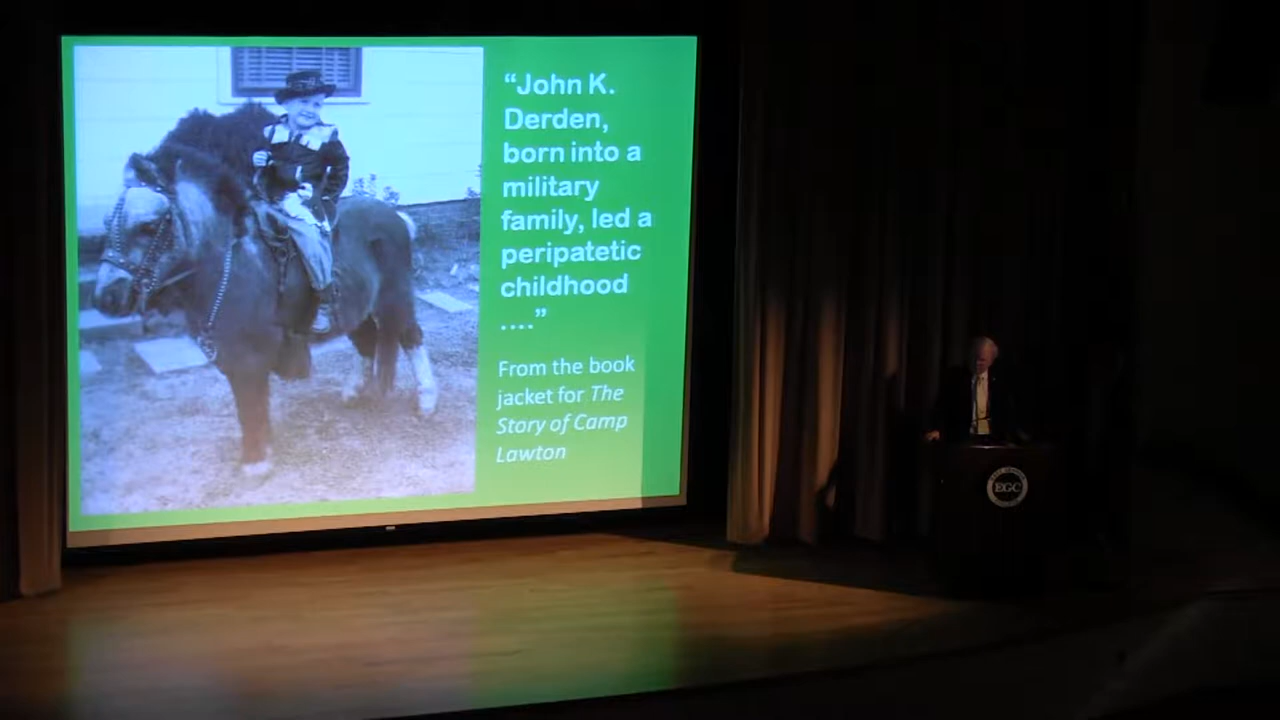 “John K.
Derden,
born into a
military
family, led a
peripatetic
childhood
....”
From the book
jacket for The
Story of Camp
Lawton
EGC